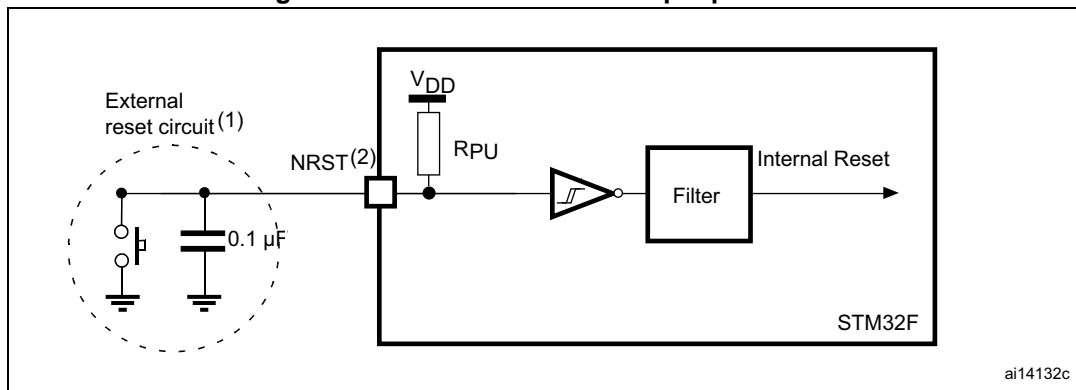 External
reset circuit(1)
NRST(2)
VDD
RPU
0.1 µF
Filter
Internal Reset
STM32F
ai14132c